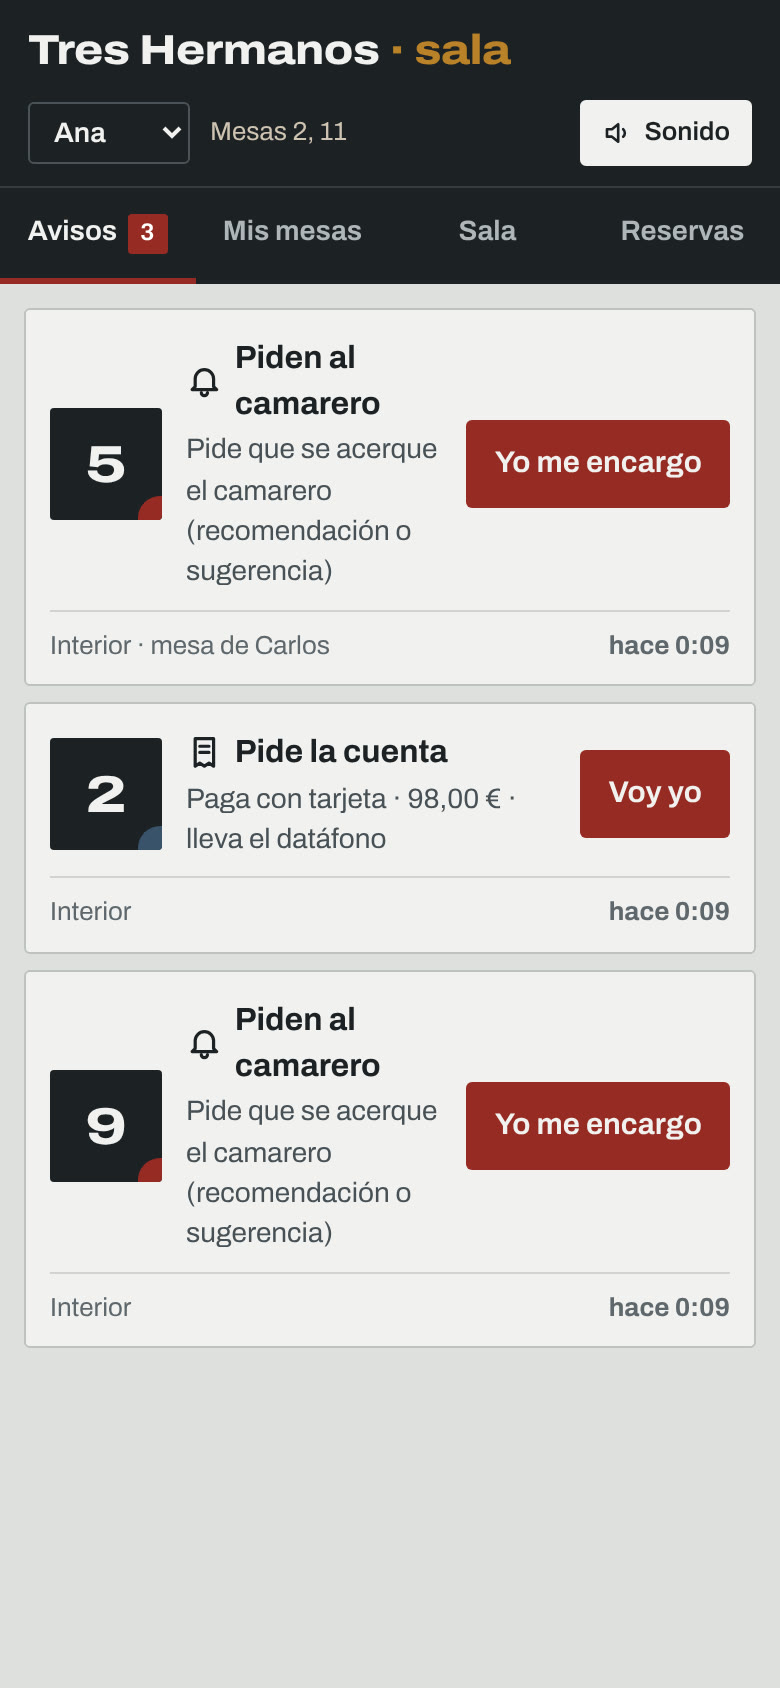 Tres Hermanos · sala
Ana
Mesas 2, 11
Sonido
Avisos 3
Mis mesas
Sala
Reservas
5
Piden al
camarero
Pide que se acerque
el camarero
(recomendación o
sugerencia)
Yo me encargo
Interior · mesa de Carlos
hace 0:09
2
Pide la cuenta
Paga con tarjeta · 98,00 € ·
lleva el datáfono
Voy yo
Interior
hace 0:09
9
Piden al
camarero
Pide que se acerque
el camarero
(recomendación o
sugerencia)
Yo me encargo
Interior
hace 0:09